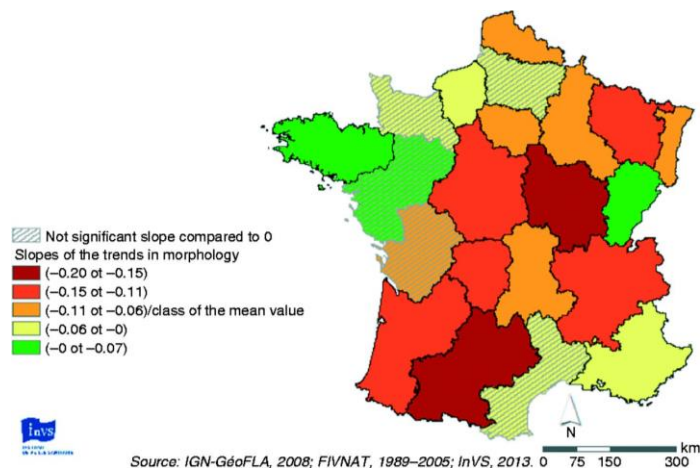 Not significant slope compared to 0
Slopes of the trends in morphology
(−0.20 ot −0.15)
(−0.15 ot −0.11)
(−0.11 ot −0.06)/class of the mean value
(−0.06 ot −0)
(−0 ot −0.07)
InVS
N
km
Source: IGN-GéoFLA, 2008; FIVNAT, 1989–2005; InVS, 2013. 0 75 150 300